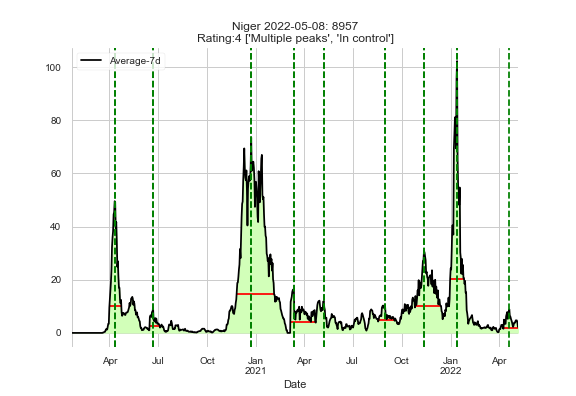 Niger 2022-05-08: 8957
Rating:4 ['Multiple peaks', 'In control']
Average-7d
100
80
60
40
20
0
Apr Jul Oct Jan Apr Jul Oct Jan Apr
2021 2022
Date